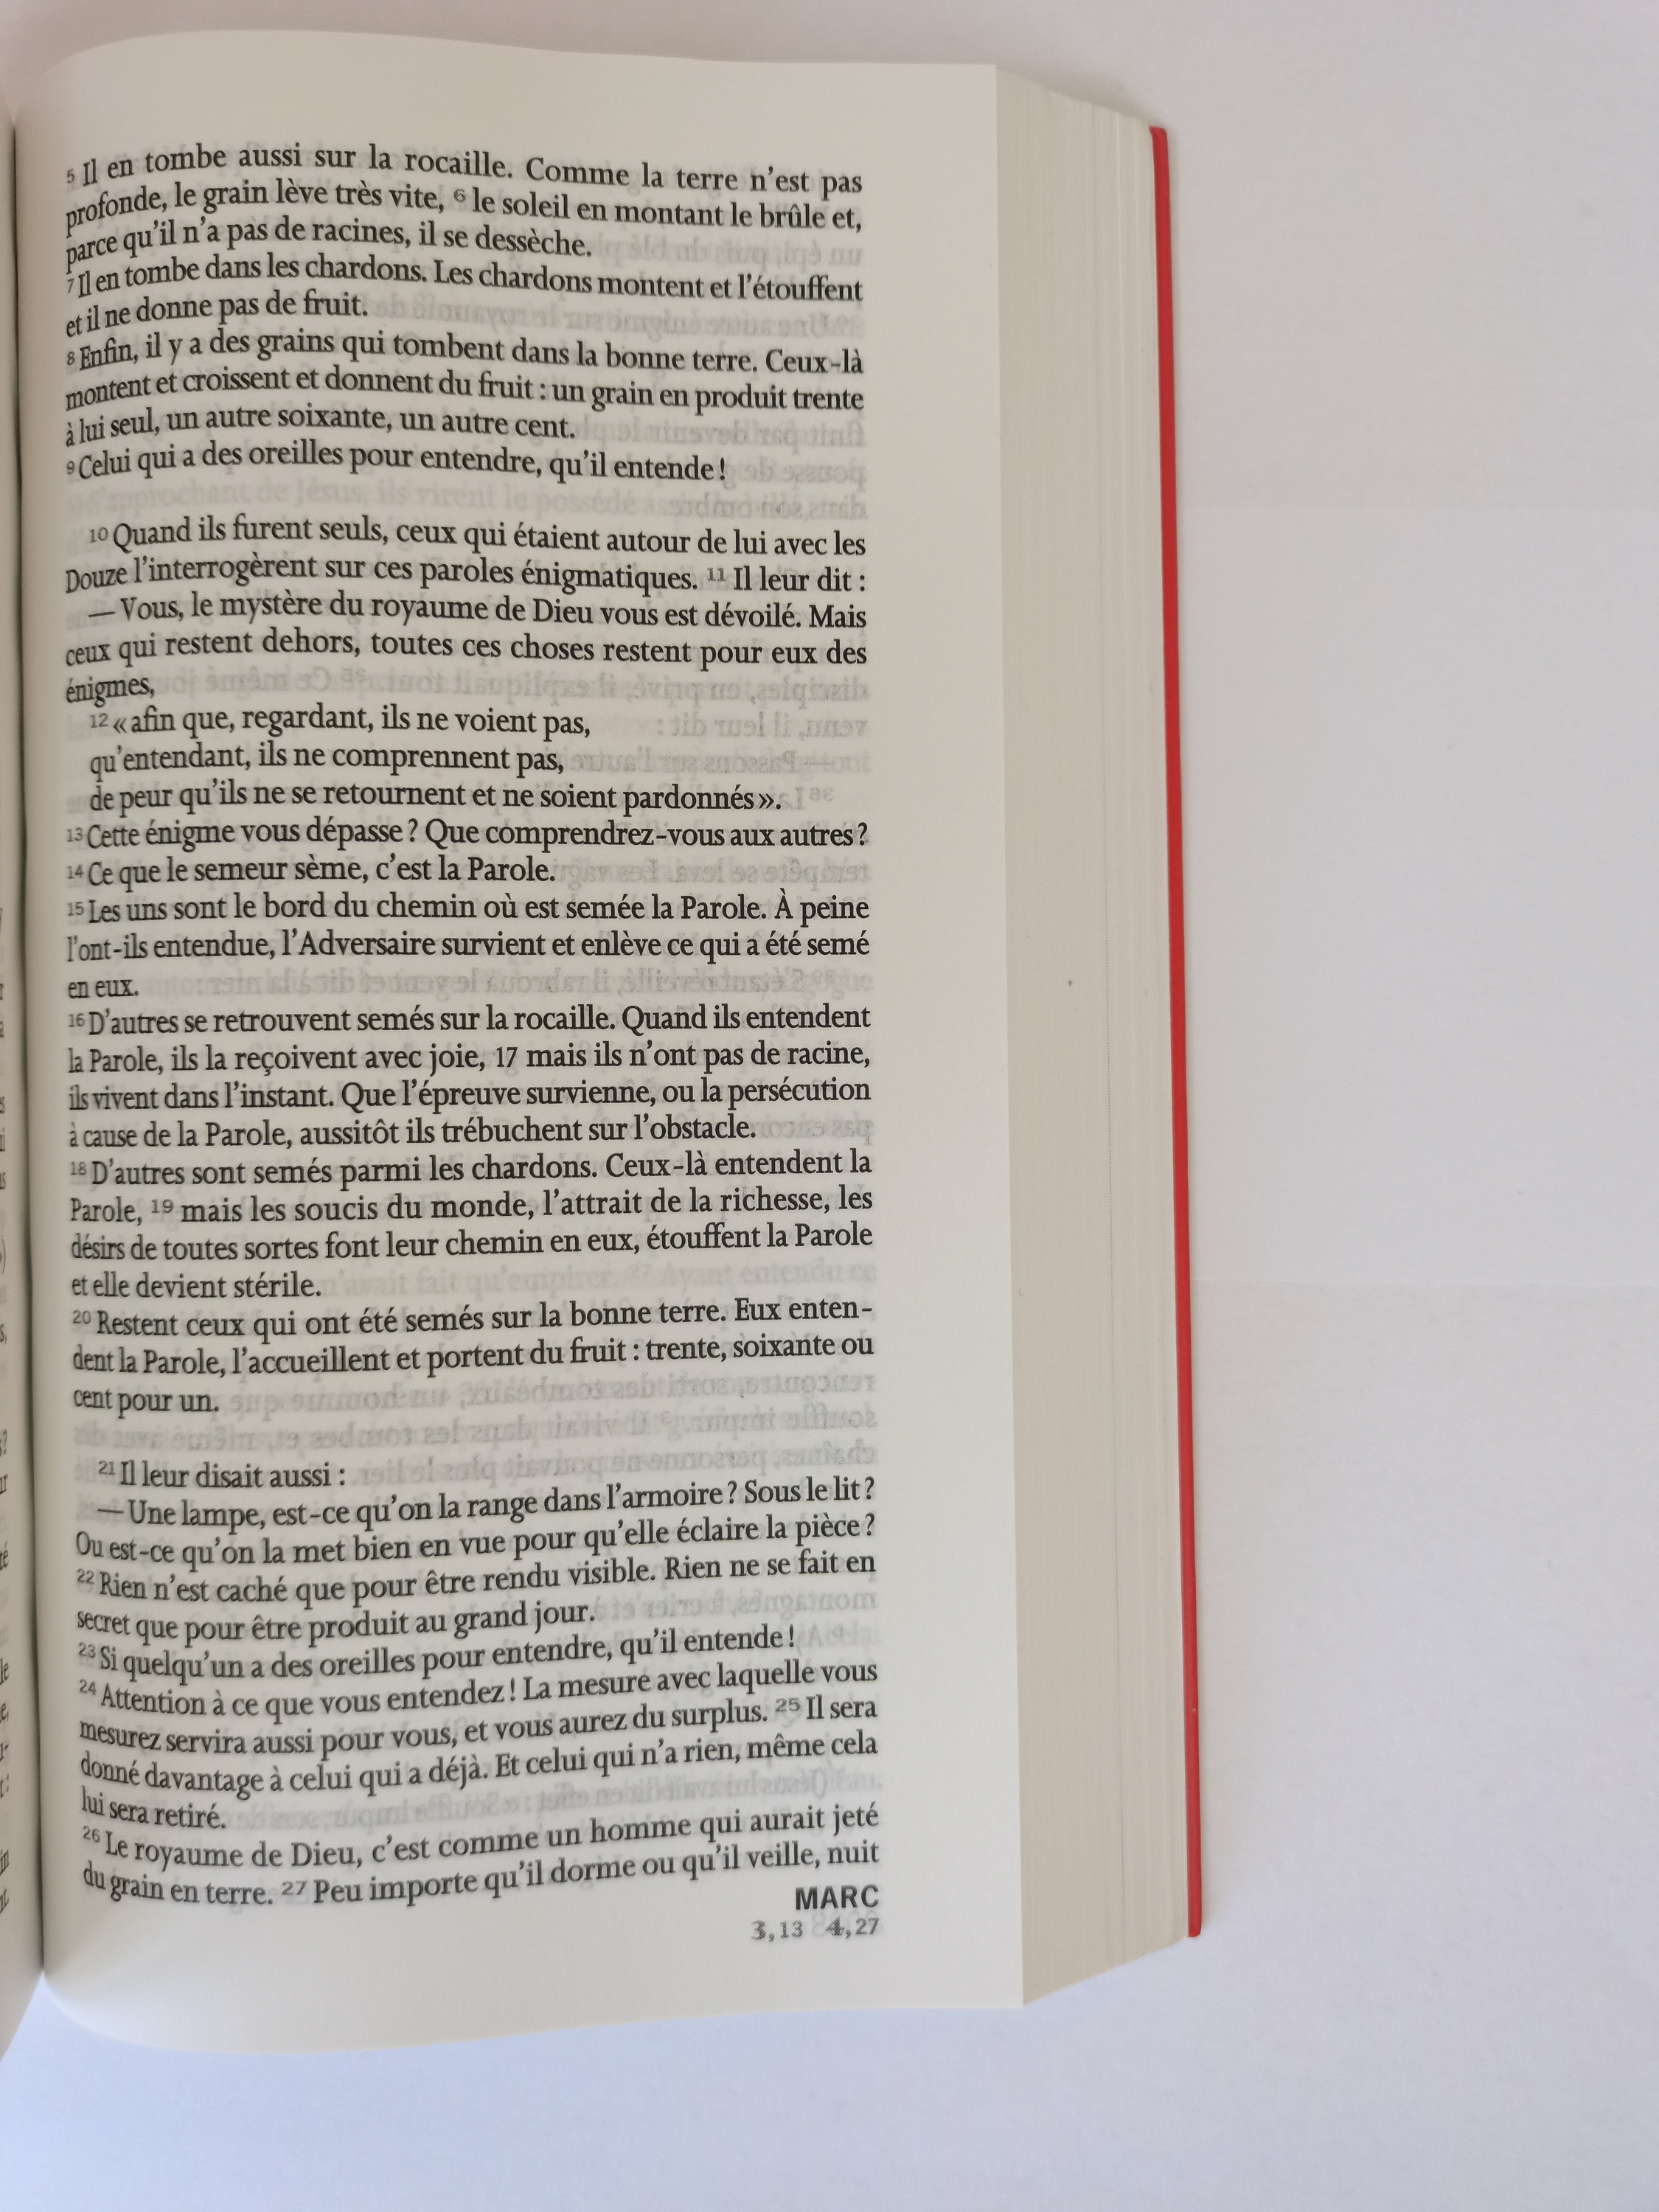 5 Il en tombe aussi sur la rocaille. Comme la terre n'est pas
profonde, le grain lève très vite, 6 le soleil en montant le brûle et,
parce qu'il n'a pas de racines, il se dessèche.
7 Il en tombe dans les chardons. Les chardons montent et l'étouffent
et il ne donne pas de fruit.
8 Enfin, il y a des grains qui tombent dans la bonne terre. Ceux-là
montent et croissent et donnent du fruit : un grain en produit trente
à lui seul, un autre soixante, un autre cent.
9 Celui qui a des oreilles pour entendre, qu'il entende !
10 Quand ils furent seuls, ceux qui étaient autour de lui avec les
Douze l'interrogèrent sur ces paroles énigmatiques. 11 Il leur dit :
— Vous, le mystère du royaume de Dieu vous est dévoilé. Mais
ceux qui restent dehors, toutes ces choses restent pour eux des
énigmes,
12 « afin que, regardant, ils ne voient pas,
qu'entendant, ils ne comprennent pas,
de peur qu'ils ne se retournent et ne soient pardonnés ».
13 Cette énigme vous dépasse ? Que comprendrez-vous aux autres ?
14 Ce que le semeur sème, c'est la Parole.
15 Les uns sont le bord du chemin où est semée la Parole. À peine
l'ont-ils entendue, l'Adversaire survient et enlève ce qui a été semé
en eux.
16 D'autres se retrouvent semés sur la rocaille. Quand ils entendent
la Parole, ils la reçoivent avec joie, 17 mais ils n'ont pas de racine,
ils vivent dans l'instant. Que l'épreuve survienne, ou la persécution
à cause de la Parole, aussitôt ils trébuchent sur l'obstacle.
18 D'autres sont semés parmi les chardons. Ceux-là entendent la
Parole, 19 mais les soucis du monde, l'attrait de la richesse, les
désirs de toutes sortes font leur chemin en eux, étouffent la Parole
et elle devient stérile.
20 Restent ceux qui ont été semés sur la bonne terre. Eux enten-
dent la Parole, l'accueillent et portent du fruit : trente, soixante ou
cent pour un.
21 Il leur disait aussi :
— Une lampe, est-ce qu'on la range dans l'armoire ? Sous le lit ?
Ou est-ce qu'on la met bien en vue pour qu'elle éclaire la pièce ?
22 Rien n'est caché que pour être rendu visible. Rien ne se fait en
secret que pour être produit au grand jour.
23 Si quelqu'un a des oreilles pour entendre, qu'il entende !
24 Attention à ce que vous entendez ! La mesure avec laquelle vous
mesurez servira aussi pour vous, et vous aurez du surplus. 25 Il sera
donné davantage à celui qui a déjà. Et celui qui n'a rien, même cela
lui sera retiré.
26 Le royaume de Dieu, c'est comme un homme qui aurait jeté
du grain en terre. 27 Peu importe qu'il dorme ou qu'il veille, nuit
MARC
3,13 4,27